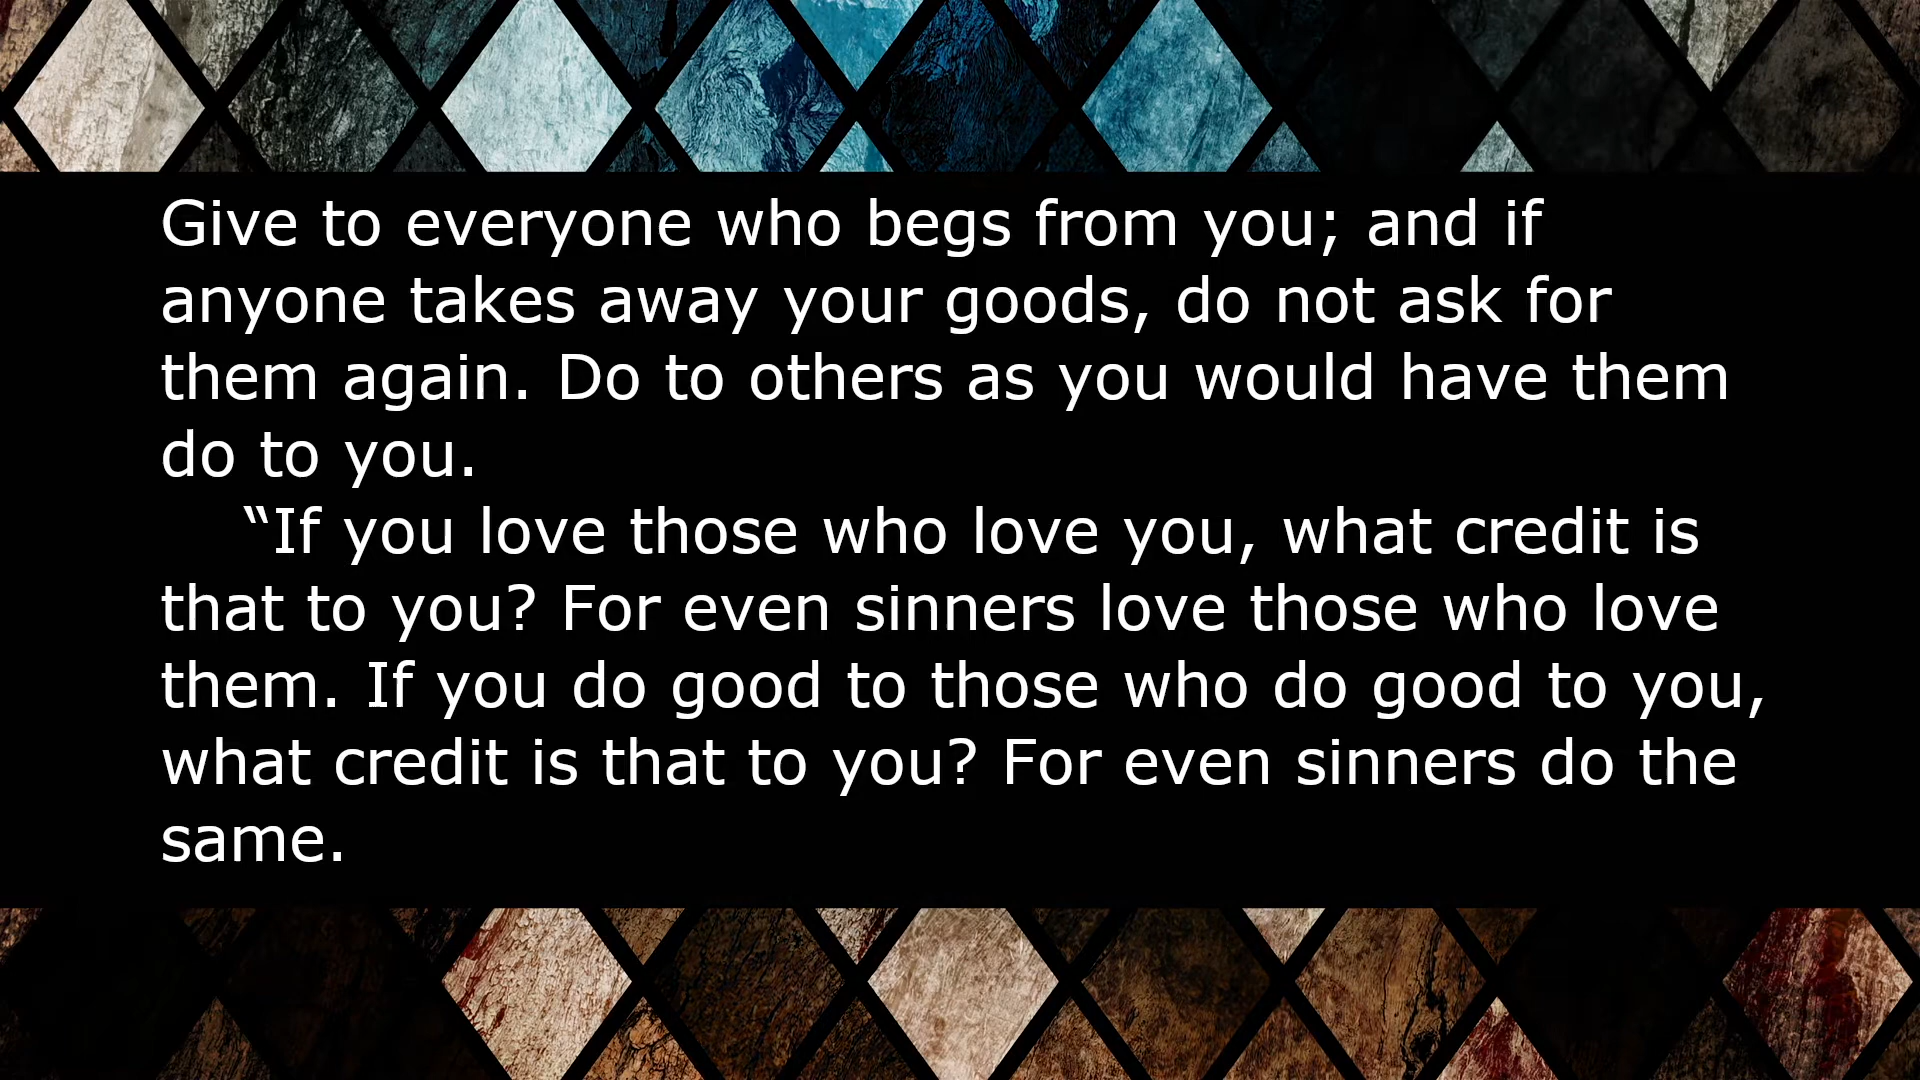 Give to everyone who begs from you; and if
anyone takes away your goods, do not ask for
them again. Do to others as you would have them
do to you.
“If you love those who love you, what credit is
that to you? For even sinners love those who love
them. If you do good to those who do good to you,
what credit is that to you? For even sinners do the
same.